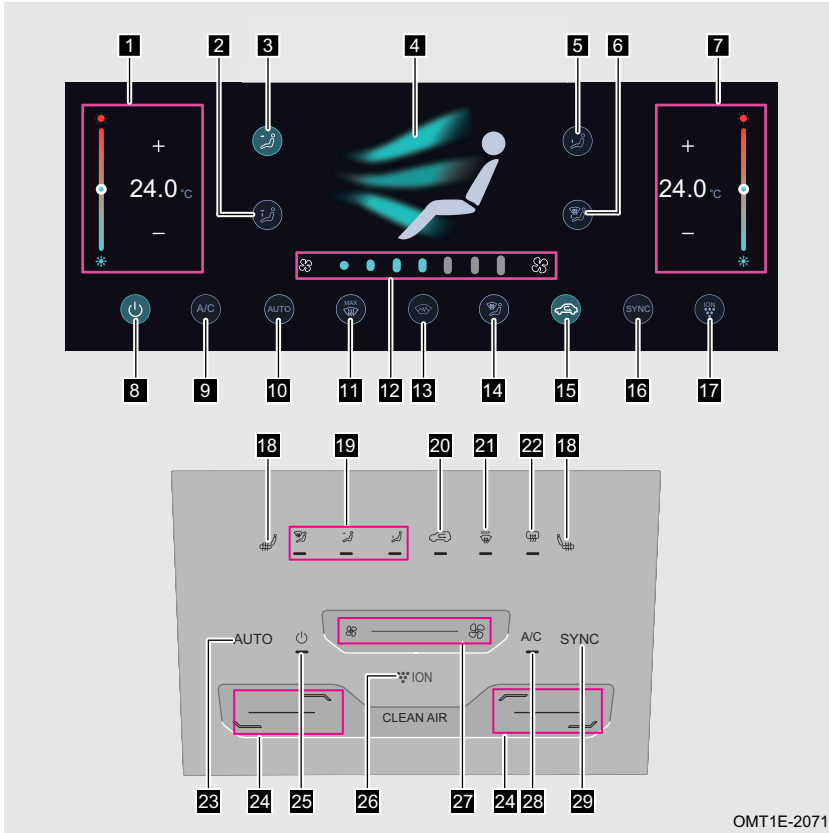 1 2 3 4 5 6 7
+ +
24.0 °C 24.0 °C
− −
A/C AUTO MAX SYNC ION
8 9 10 11 12 13 14 15 16 17
18 19 20 21 22 18
MAX
AUTO A/C SYNC
ION
CLEAN AIR
23 24 25 26 27 24 28 29
OMT1E-2071